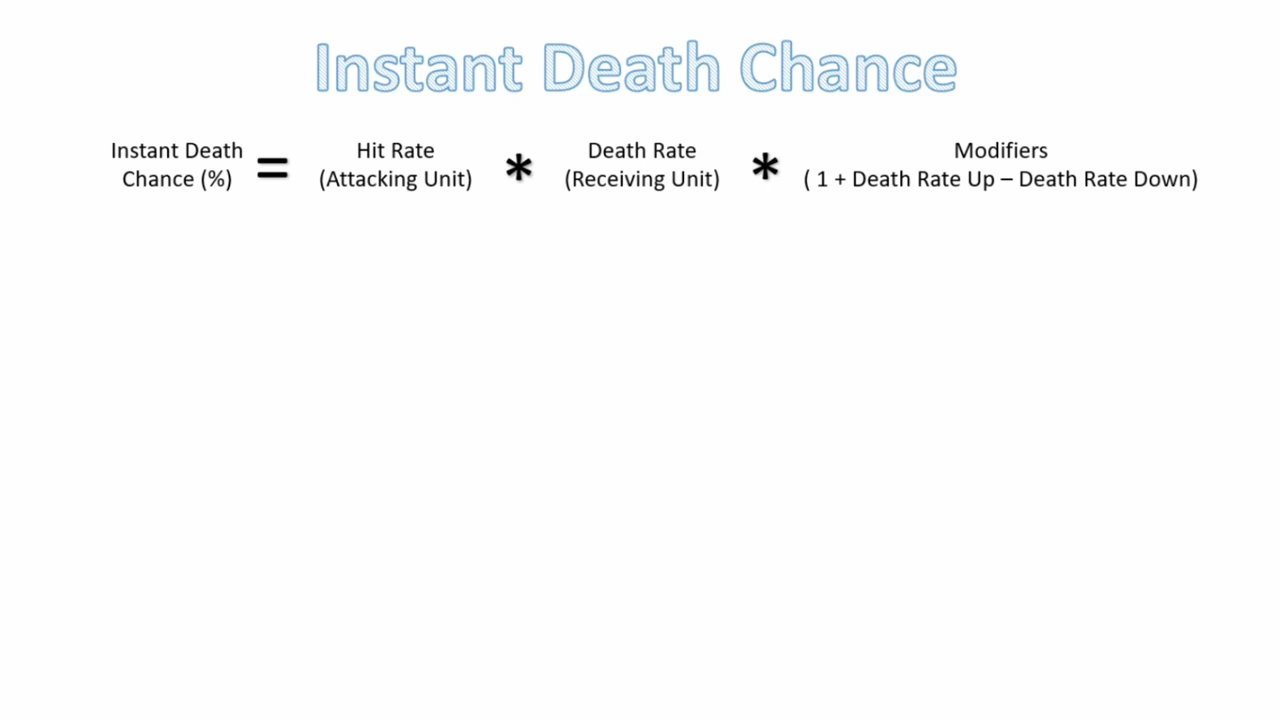 Instant Death Chance
Instant Death
Chance (%)
=
Hit Rate
(Attacking Unit)
*
Death Rate
(Receiving Unit)
*
Modifiers
( 1 + Death Rate Up – Death Rate Down)